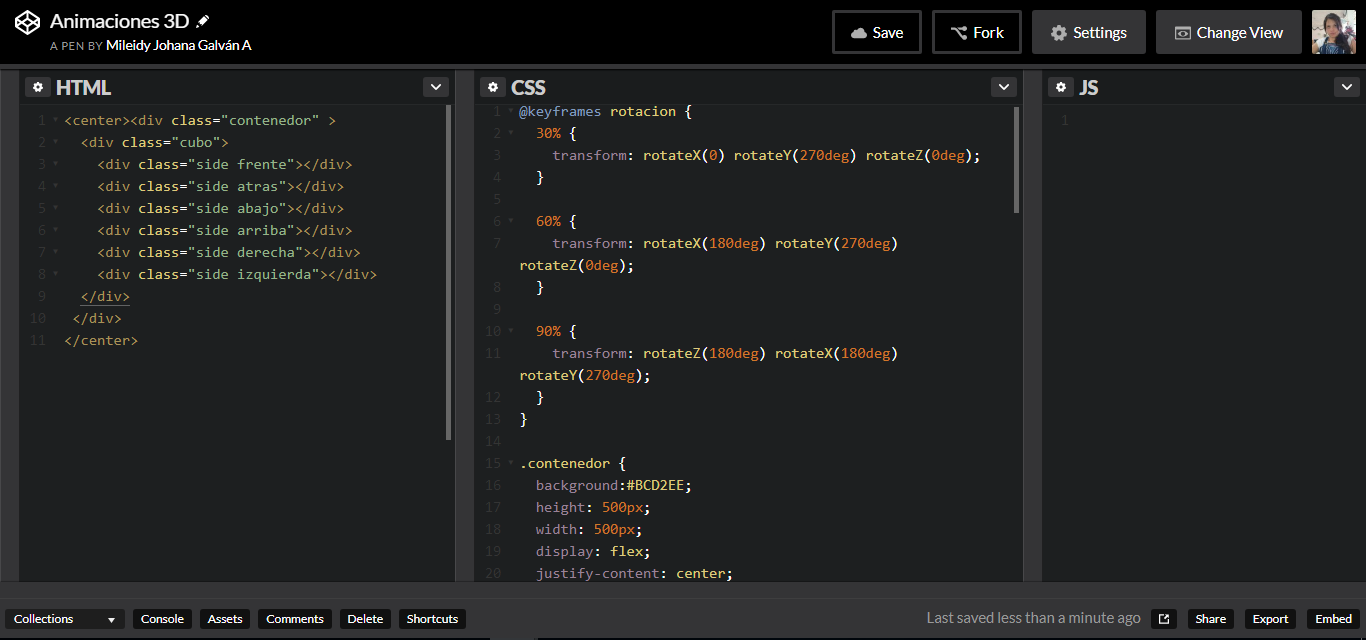 Animaciones 3D
A PEN BY Mileidy Johana Galván A
Save
Fork
Settings
Change View
HTML
1 <center><div class="contenedor" >
2 <div class="cubo">
3 <div class="side frente"></div>
4 <div class="side atras"></div>
5 <div class="side abajo"></div>
6 <div class="side arriba"></div>
7 <div class="side derecha"></div>
8 <div class="side izquierda"></div>
9 </div>
10 </div>
11 </center>
CSS
1 @keyframes rotacion {
2 30% {
3 transform: rotateX(0) rotateY(270deg) rotateZ(0deg);
4 }
5
6 60% {
7 transform: rotateX(180deg) rotateY(270deg)
rotateZ(0deg);
8 }
9
10 90% {
11 transform: rotateZ(180deg) rotateX(180deg)
rotateY(270deg);
12 }
13 }
14
15 .contenedor {
16 background:#BCD2EE;
17 height: 500px;
18 width: 500px;
19 display: flex;
20 justify-content: center;
JS
1
Collections
Console
Assets
Comments
Delete
Shortcuts
Last saved less than a minute ago
Share
Export
Embed